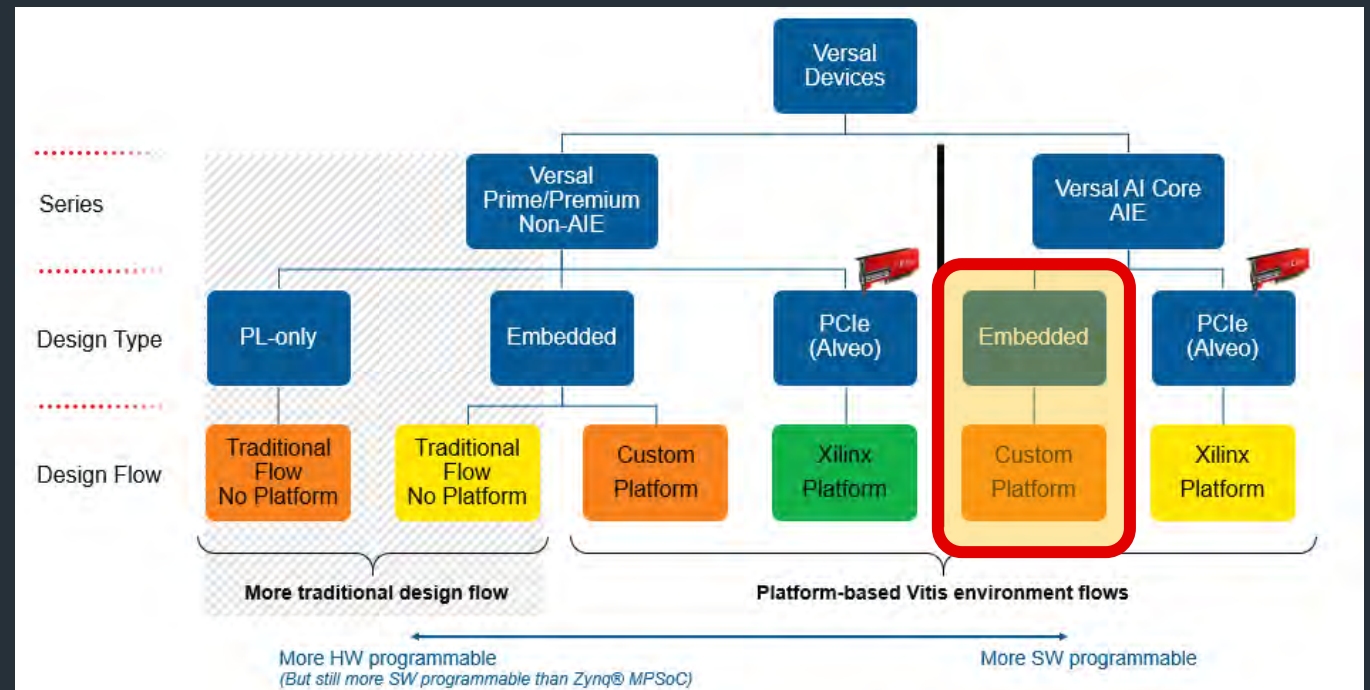 Versal
Devices
Series
Versal
Prime/Premium
Non-AIE
Versal AI Core
AIE
Design Type
PL-only
Embedded
PCIe
(Alveo)
Embedded
PCIe
(Alveo)
Design Flow
Traditional
Flow
No Platform
Traditional
Flow
No Platform
Custom
Platform
Xilinx
Platform
Custom
Platform
Xilinx
Platform
More traditional design flow
Platform-based Vitis environment flows
More HW programmable
(But still more SW programmable than Zynq® MPSoC)
More SW programmable